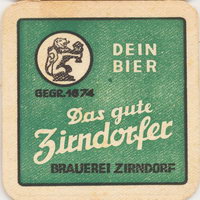 DEIN
BIER
GEGR. 1674
Das gute
Zirndorfer
BRAUEREI ZIRNDORF